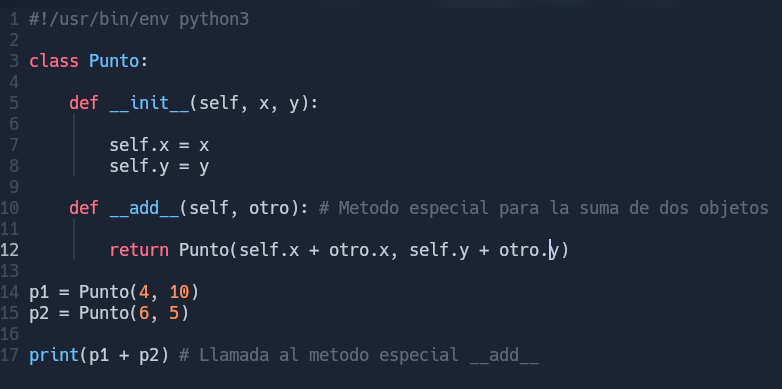 1 #!/usr/bin/env python3
2
3 class Punto:
4
5     def __init__(self, x, y):
6
7         self.x = x
8         self.y = y
9
10     def __add__(self, otro): # Metodo especial para la suma de dos objetos
11
12         return Punto(self.x + otro.x, self.y + otro.y)
13
14 p1 = Punto(4, 10)
15 p2 = Punto(6, 5)
16
17 print(p1 + p2) # Llamada al metodo especial __add__